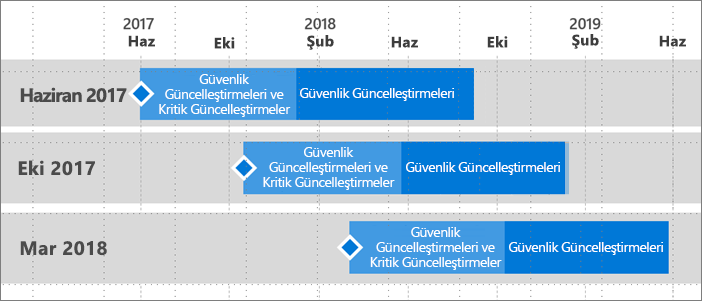 2017
Haz
Eki
2018
Şub
Haz
Eki
2019
Şub
Haz
Haziran 2017
Güvenlik
Güncelleştirmeleri ve
Kritik Güncelleştirmeler
Güvenlik Güncelleştirmeleri
Eki 2017
Güvenlik
Güncelleştirmeleri ve
Kritik Güncelleştirmeler
Güvenlik Güncelleştirmeleri
Mar 2018
Güvenlik
Güncelleştirmeleri ve
Kritik Güncelleştirmeler
Güvenlik Güncelleştirmeleri